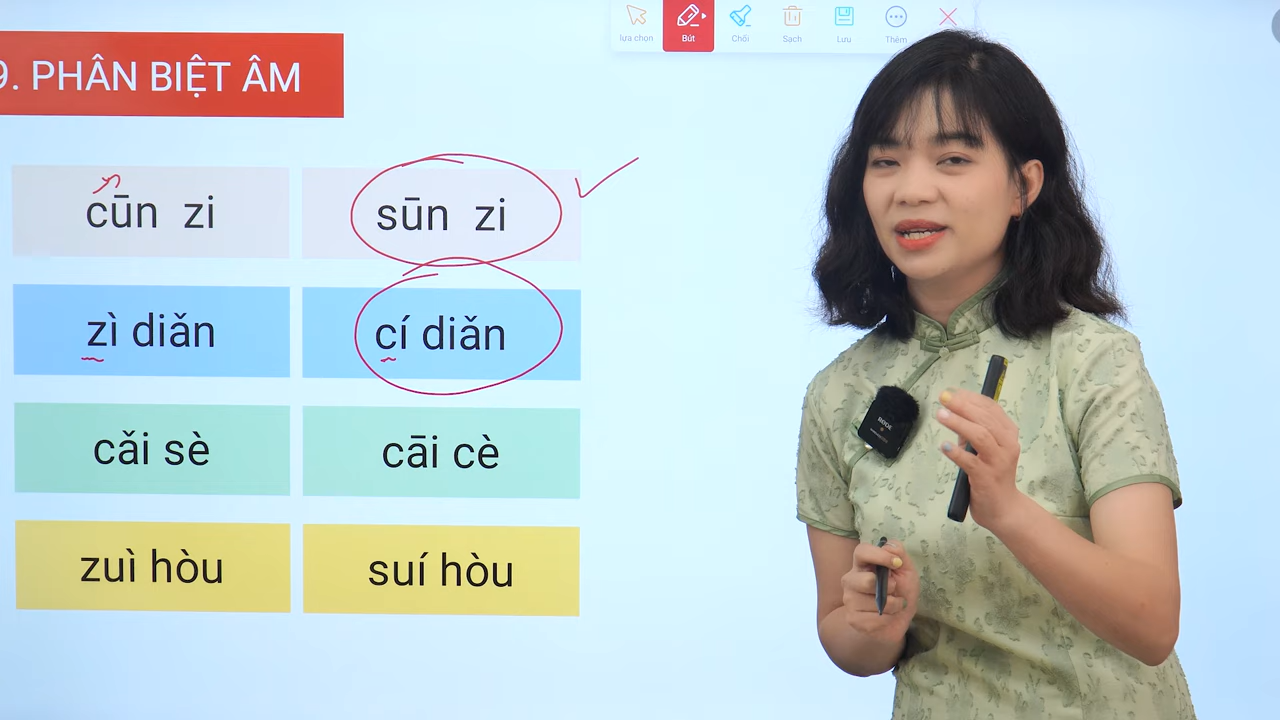 lựa chọn Bút Chổi Sạch Lưu Thêm
9. PHÂN BIỆT ÂM
cūn zi sūn zi
zì diǎn cí diǎn
cǎi sè cāi cè
zuì hòu suí hòu
RØDE